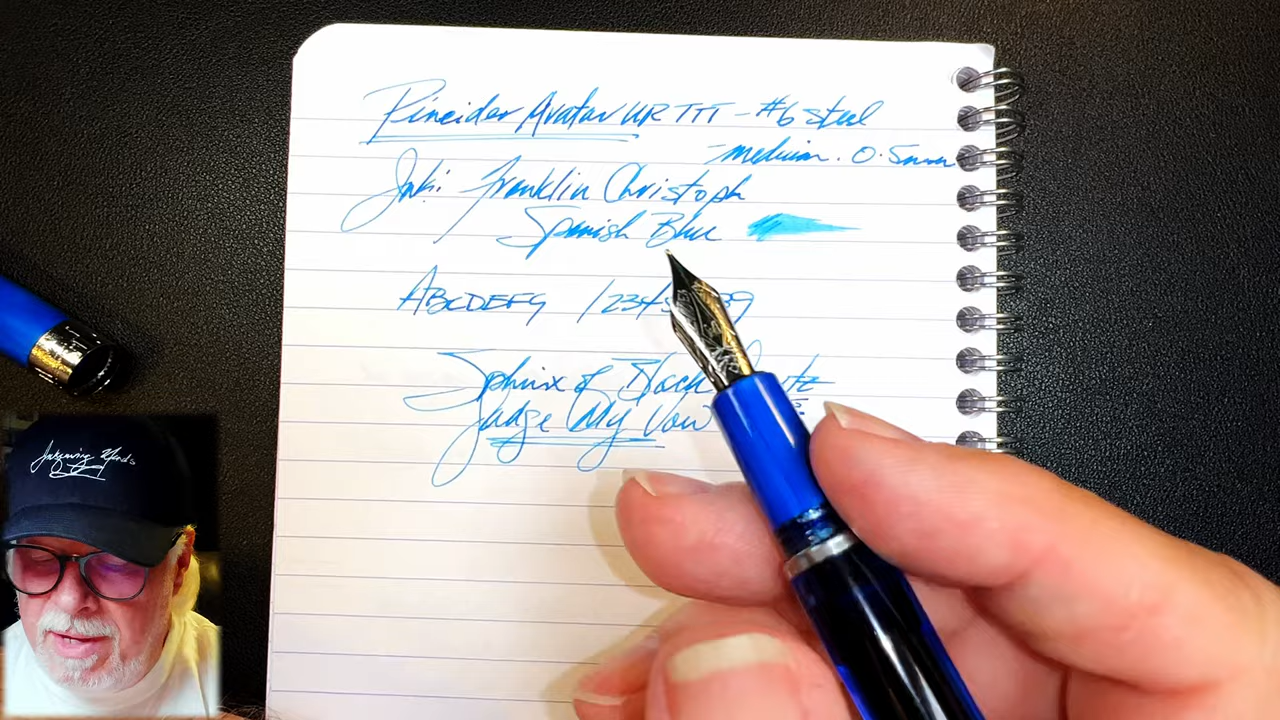 Pineider Avatar UR TTT - #6 steel
- medium. 0.5mm
Ink: Franklin Christoph
Spanish Blue
ABCDEFG 12345 89
Sphinx of Black
Judge My Vow